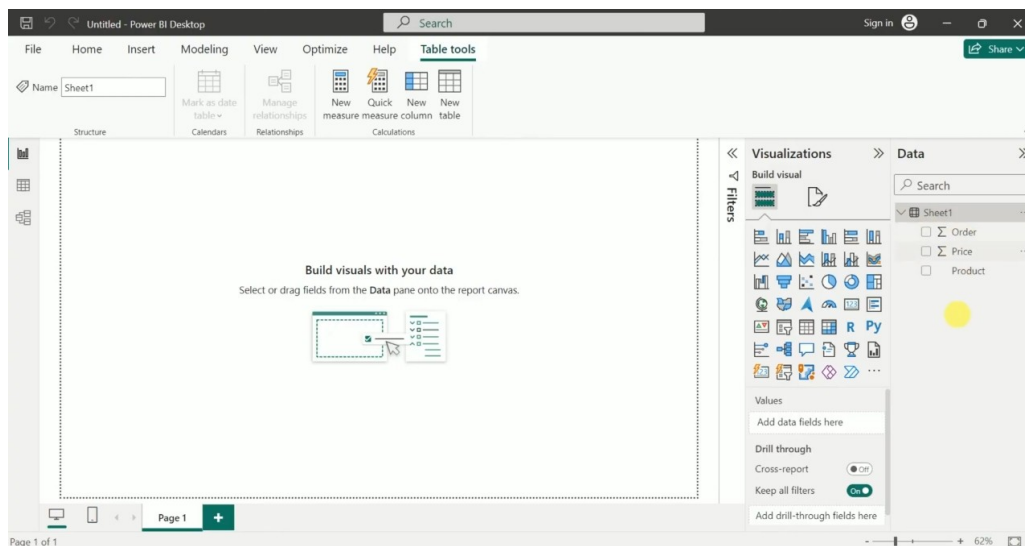 Untitled - Power BI Desktop
Search
Sign in
File Home Insert Modeling View Optimize Help Table tools
Share
Name Sheet1
Mark as date table
Manage relationships
New measure
Quick measure
New column
New table
Structure
Calendars
Relationships
Calculations
Build visuals with your data
Select or drag fields from the Data pane onto the report canvas.
Filters
Visualizations
Build visual
R Py
123
Values
Add data fields here
Drill through
Cross-report
Off
Keep all filters
On
Add drill-through fields here
Data
Search
Sheet1
Σ Order
Σ Price
Product
Page 1
Page 1 of 1
62%